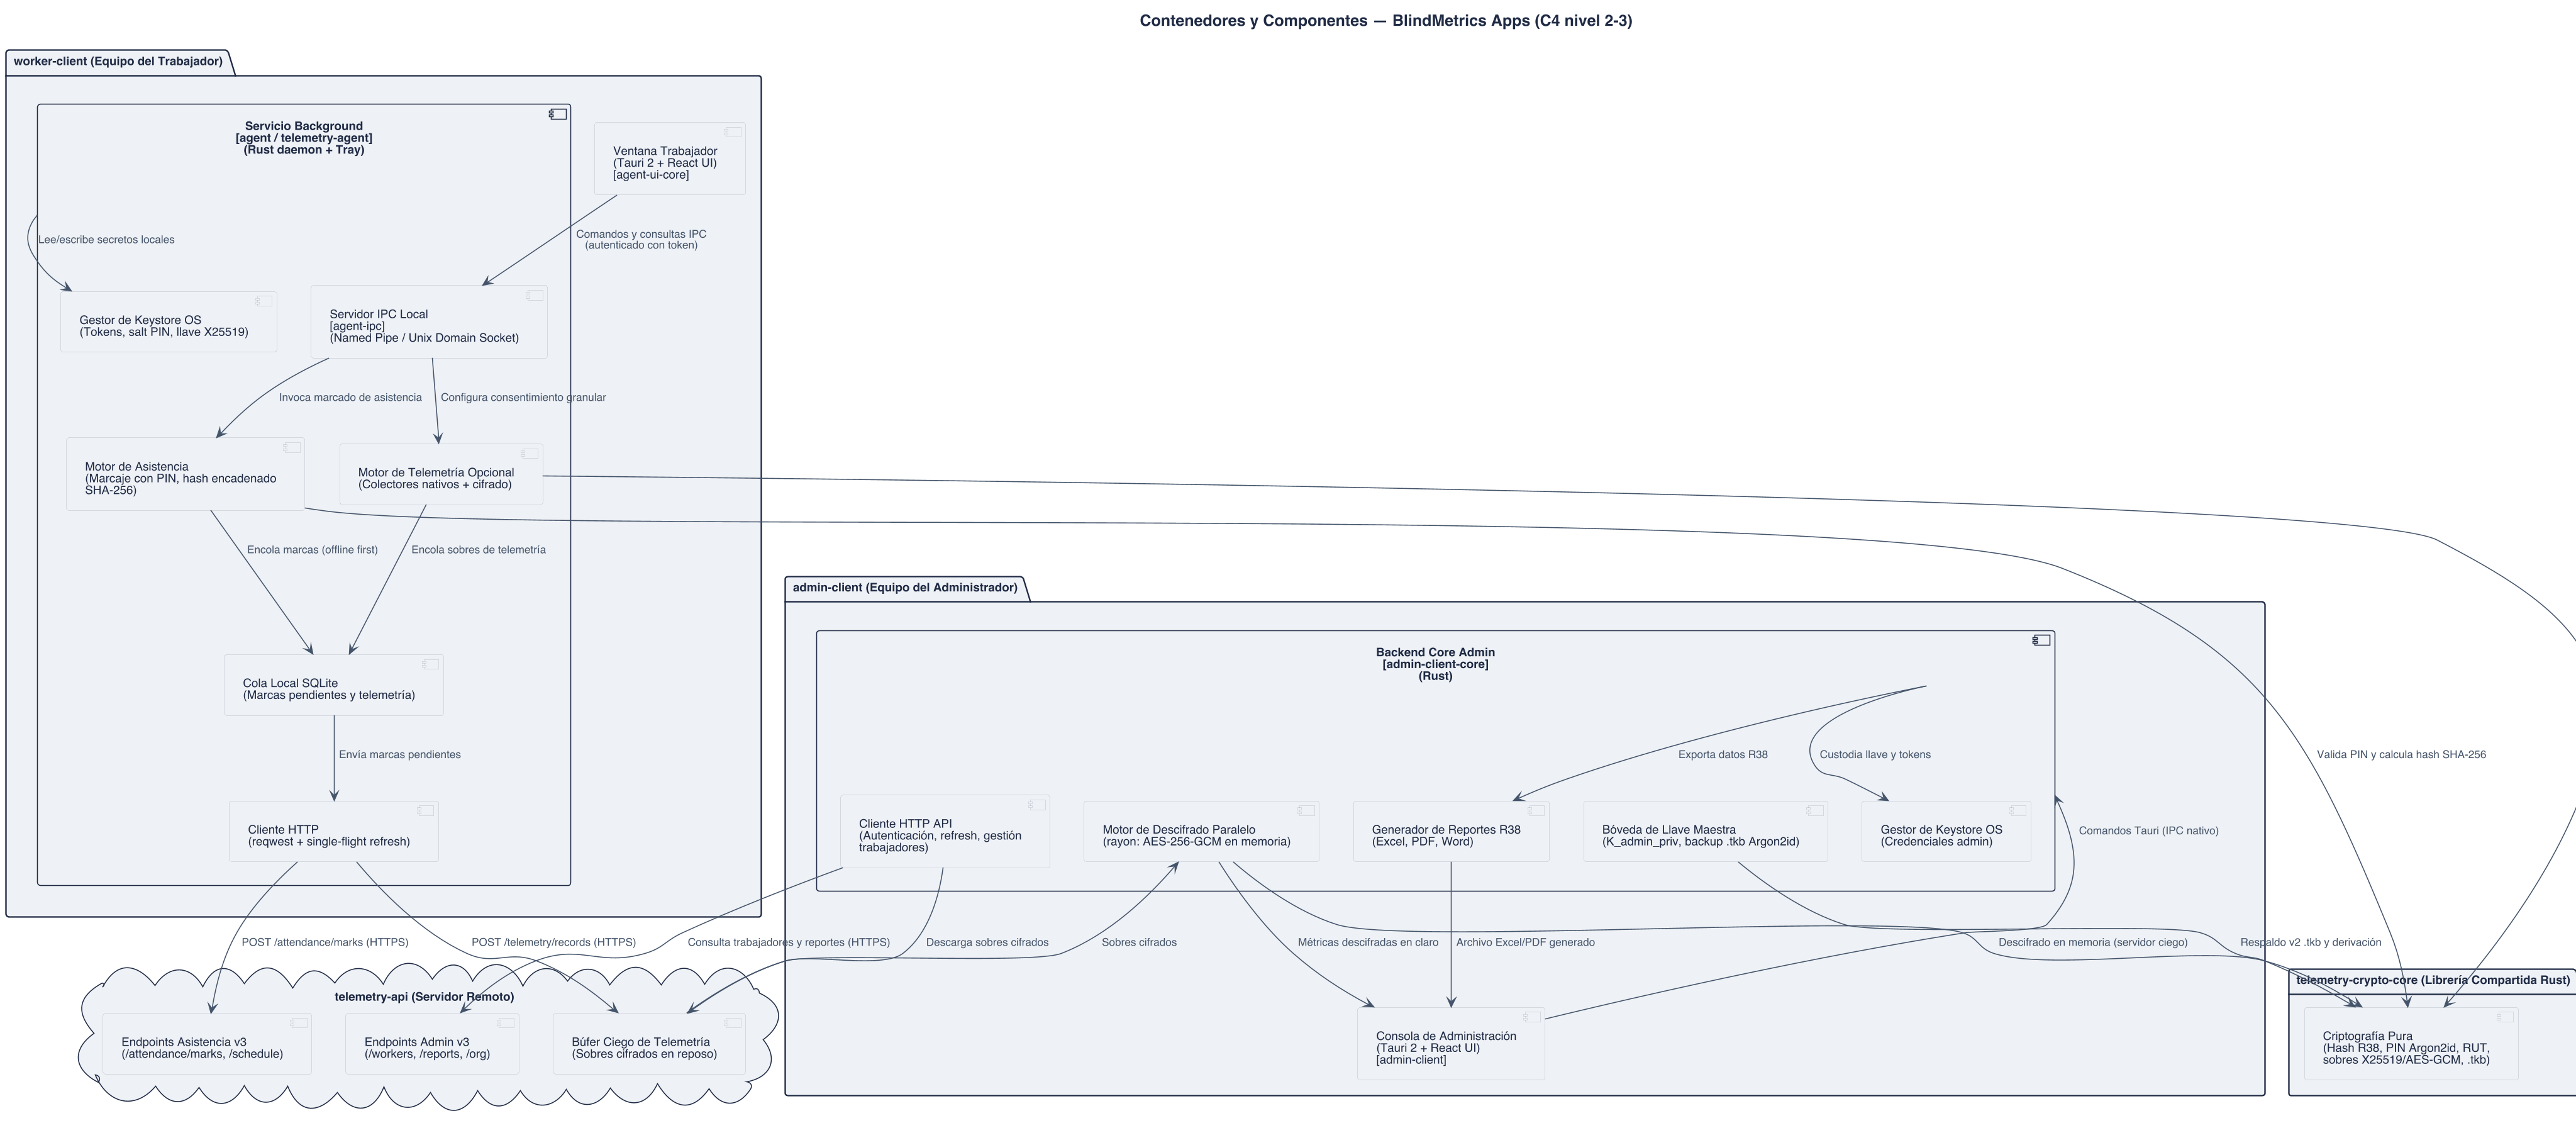 Contenedores y Componentes — BlindMetrics Apps (C4 nivel 2-3)
worker-client (Equipo del Trabajador)
Servicio Background
[agent / telemetry-agent]
(Rust daemon + Tray)
Ventana Trabajador
(Tauri 2 + React UI)
[agent-ui-core]
Lee/escribe secretos locales
Comandos y consultas IPC
(autenticado con token)
Gestor de Keystore OS
(Tokens, salt PIN, llave X25519)
Servidor IPC Local
[agent-ipc]
(Named Pipe / Unix Domain Socket)
Invoca marcado de asistencia
Configura consentimiento granular
Motor de Asistencia
(Marcaje con PIN, hash encadenado
SHA-256)
Motor de Telemetría Opcional
(Colectores nativos + cifrado)
Encola marcas (offline first)
Encola sobres de telemetría
Cola Local SQLite
(Marcas pendientes y telemetría)
Envía marcas pendientes
Cliente HTTP
(reqwest + single-flight refresh)
admin-client (Equipo del Administrador)
Backend Core Admin
[admin-client-core]
(Rust)
Exporta datos R38
Custodia llave y tokens
Valida PIN y calcula hash SHA-256
Cliente HTTP API
(Autenticación, refresh, gestión
trabajadores)
Motor de Descifrado Paralelo
(rayon: AES-256-GCM en memoria)
Generador de Reportes R38
(Excel, PDF, Word)
Bóveda de Llave Maestra
(K_admin_priv, backup .tkb Argon2id)
Gestor de Keystore OS
(Credenciales admin)
Comandos Tauri (IPC nativo)
POST /attendance/marks (HTTPS)
POST /telemetry/records (HTTPS)
Consulta trabajadores y reportes (HTTPS)
Descarga sobres cifrados
Sobres cifrados
Métricas descifradas en claro
Archivo Excel/PDF generado
Descifrado en memoria (servidor ciego)
Respaldo v2 .tkb y derivación
telemetry-api (Servidor Remoto)
Endpoints Asistencia v3
(/attendance/marks, /schedule)
Endpoints Admin v3
(/workers, /reports, /org)
Búfer Ciego de Telemetría
(Sobres cifrados en reposo)
Consola de Administración
(Tauri 2 + React UI)
[admin-client]
telemetry-crypto-core (Librería Compartida Rust)
Criptografía Pura
(Hash R38, PIN Argon2id, RUT,
sobres X25519/AES-GCM, .tkb)